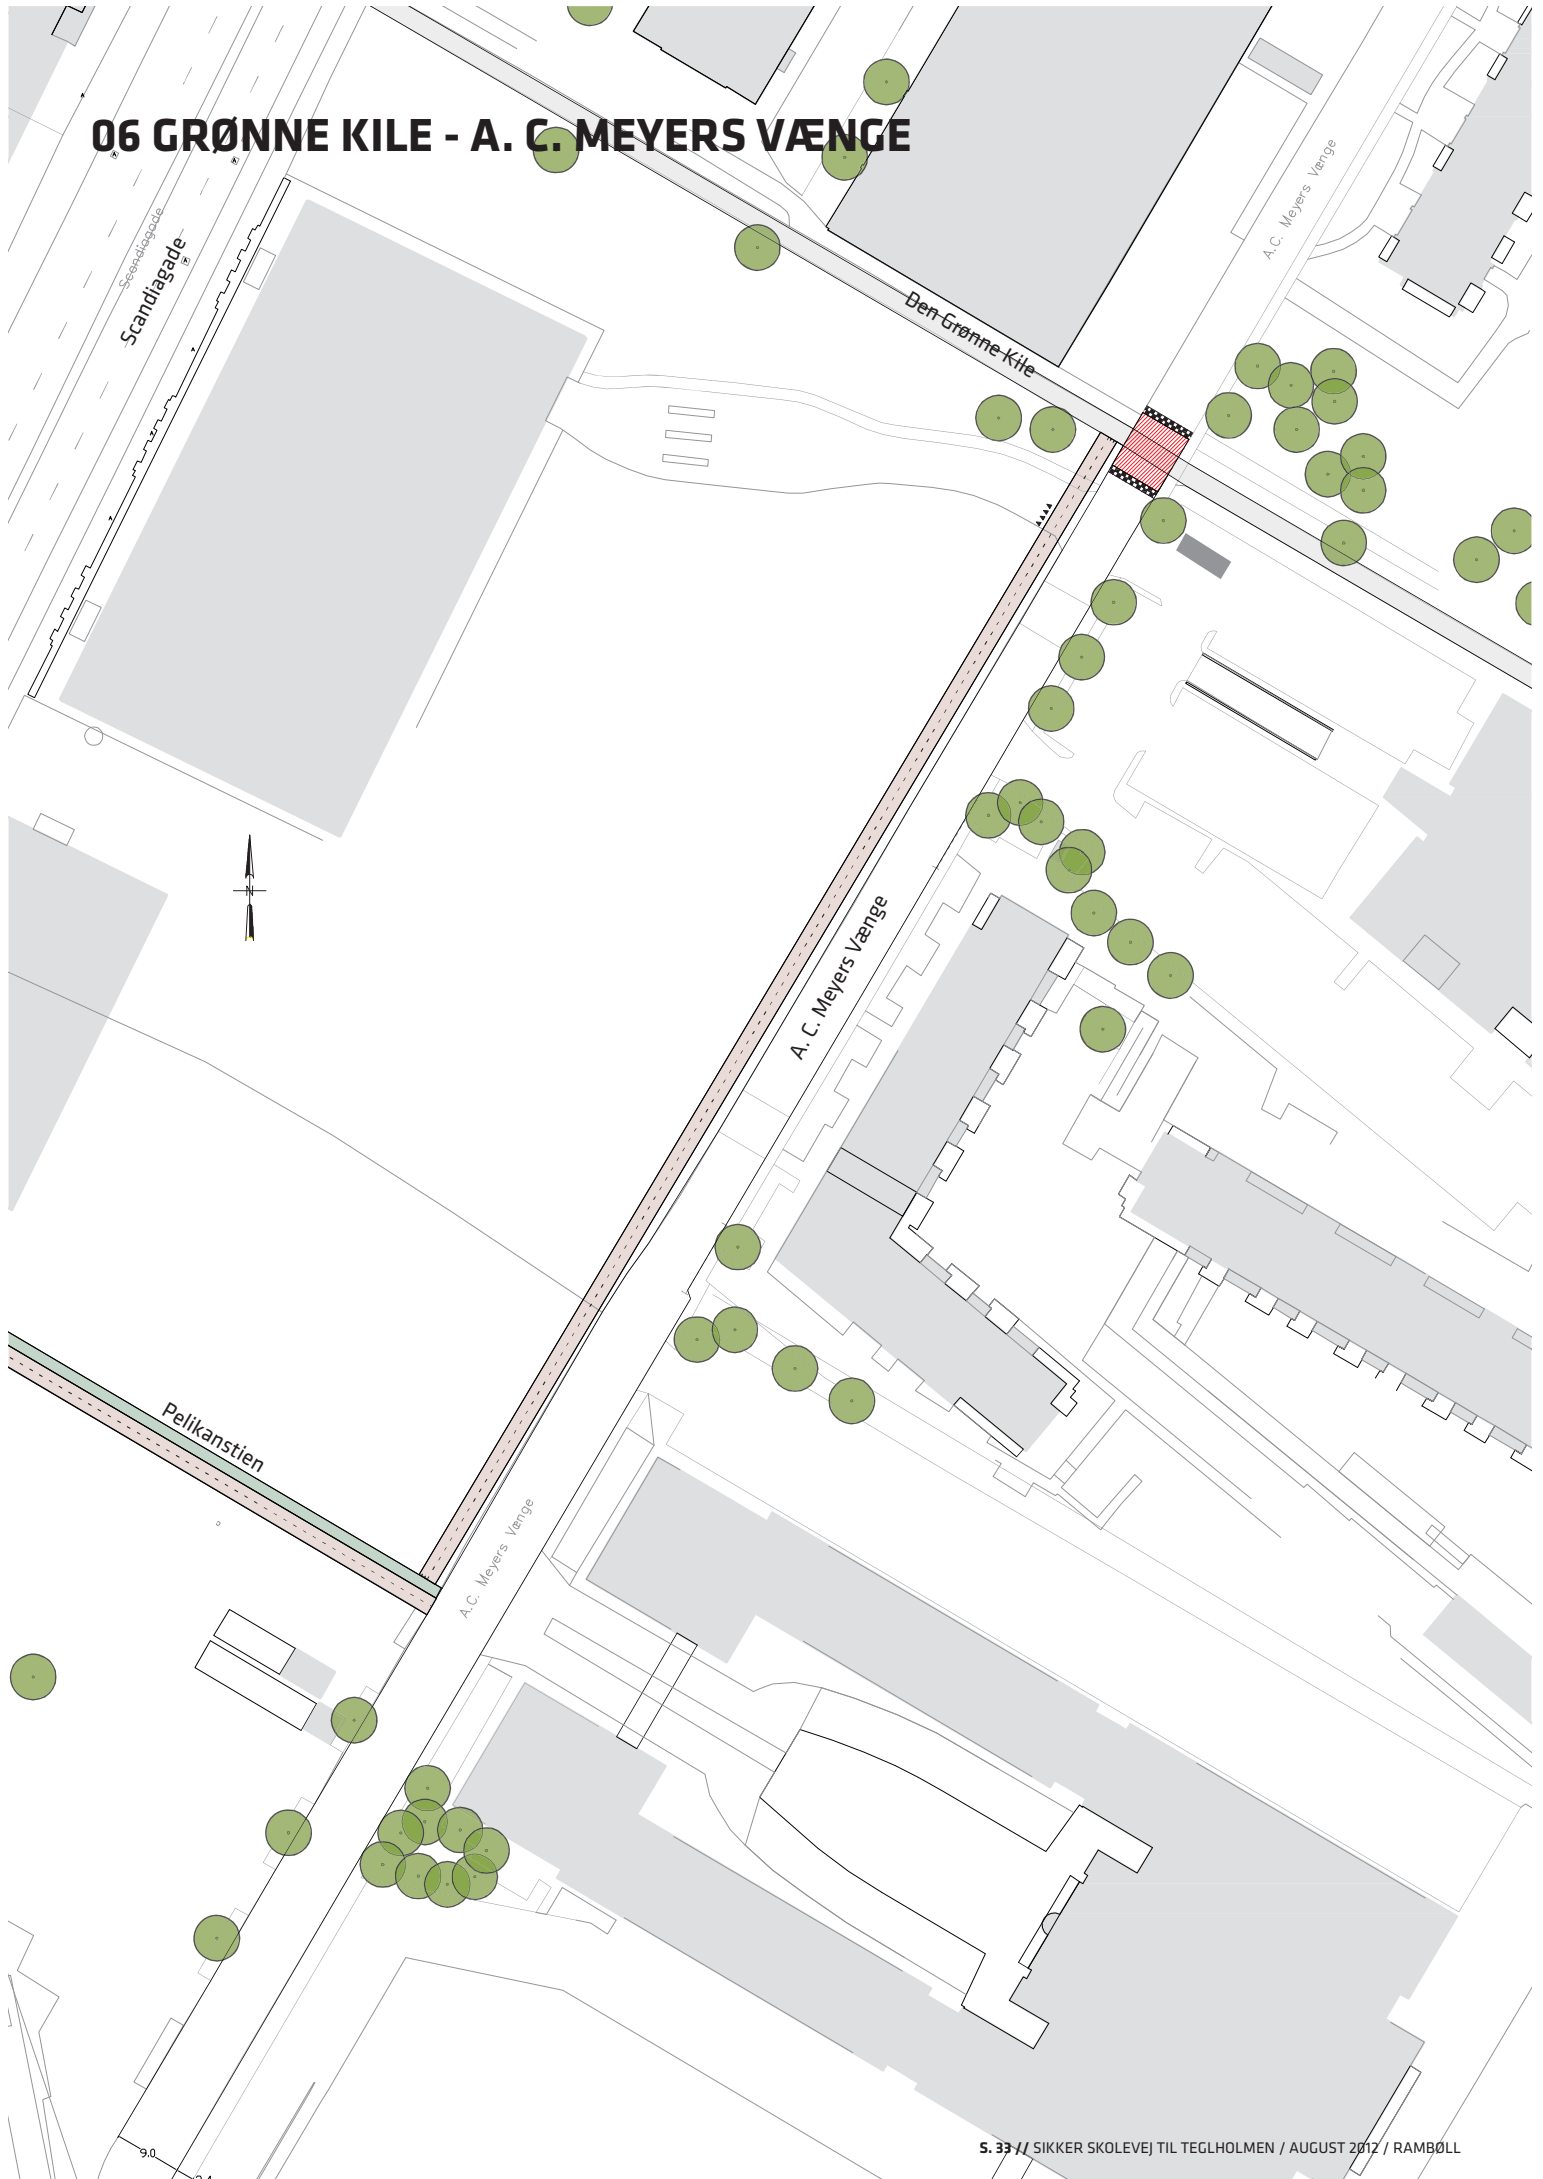 06 GRØNNE KILE - A. C. MEYERS VÆNGE
A.C. Meyers Vænge
Scandiagade
Scandiagade
Den Grønne Kile
N
A. C. Meyers Vænge
Pelikanstien
A.C. Meyers Vænge
9.0
S. 33 // SIKKER SKOLEVEJ TIL TEGLHOLMEN / AUGUST 2012 / RAMBØLL